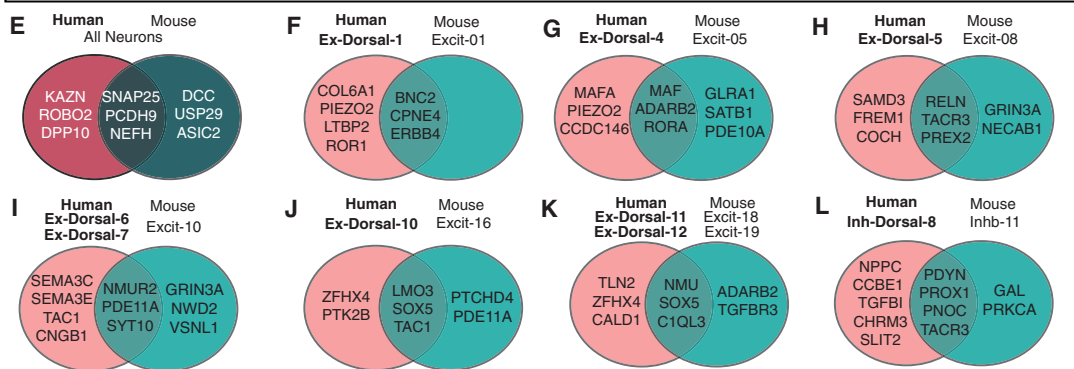 E
Human Mouse
All Neurons
KAZN
ROBO2
DPP10
SNAP25
PCDH9
NEFH
DCC
USP29
ASIC2
F
Human Mouse
Ex-Dorsal-1 Excit-01
COL6A1
PIEZO2
LTBP2
ROR1
BNC2
CPNE4
ERBB4
G
Human Mouse
Ex-Dorsal-4 Excit-05
MAFA
PIEZO2
CCDC146
MAF
ADARB2
RORA
GLRA1
SATB1
PDE10A
H
Human Mouse
Ex-Dorsal-5 Excit-08
SAMD3
FREM1
COCH
RELN
TACR3
PREX2
GRIN3A
NECAB1
I
Human Mouse
Ex-Dorsal-6 Excit-10
Ex-Dorsal-7
SEMA3C
SEMA3E
TAC1
CNGB1
NMUR2
PDE11A
SYT10
GRIN3A
NWD2
VSNL1
J
Human Mouse
Ex-Dorsal-10 Excit-16
ZFHX4
PTK2B
LMO3
SOX5
TAC1
PTCHD4
PDE11A
K
Human Mouse
Ex-Dorsal-11 Excit-18
Ex-Dorsal-12 Excit-19
TLN2
ZFHX4
CALD1
NMU
SOX5
C1QL3
ADARB2
TGFBR3
L
Human Mouse
Inh-Dorsal-8 Inhb-11
NPPC
CCBE1
TGFBI
CHRM3
SLIT2
PDYN
PROX1
PNOC
TACR3
GAL
PRKCA